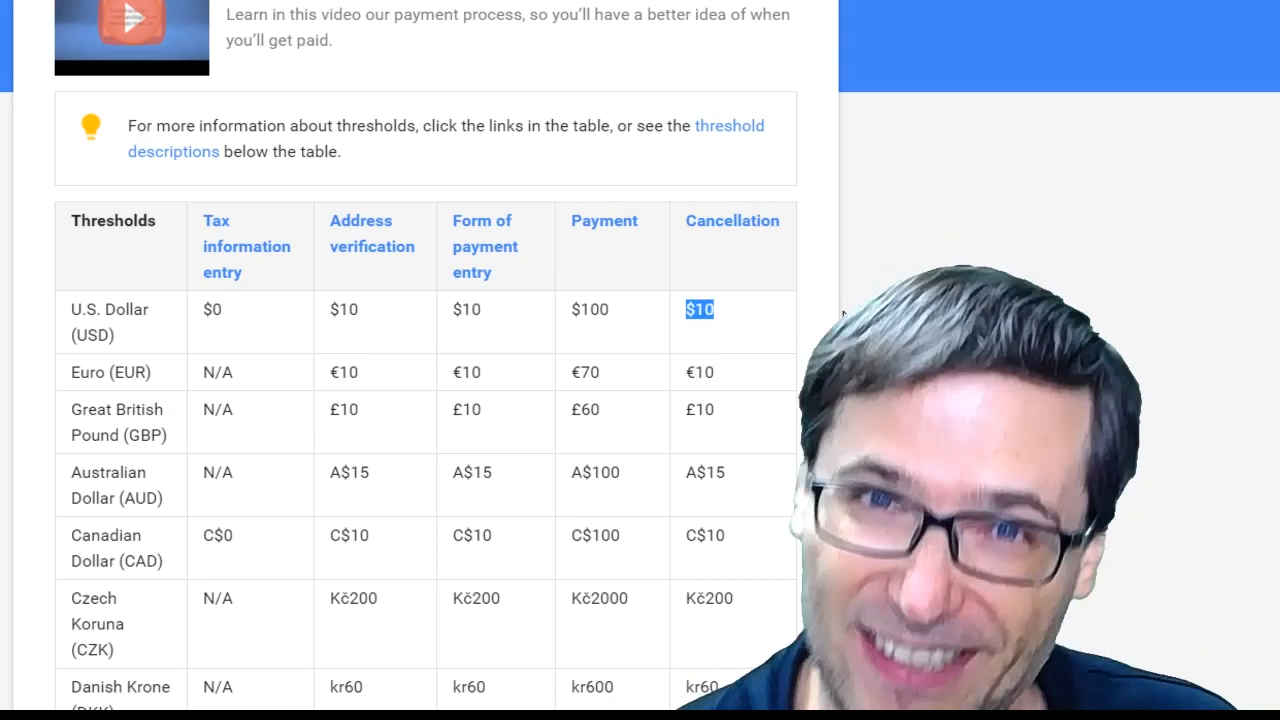 Learn in this video our payment process, so you'll have a better idea of when
you'll get paid.
For more information about thresholds, click the links in the table, or see the threshold
descriptions below the table.
Thresholds Tax information entry Address verification Form of payment entry Payment Cancellation
U.S. Dollar (USD) $0 $10 $10 $100 $10
Euro (EUR) N/A €10 €10 €70 €10
Great British Pound (GBP) N/A £10 £10 £60 £10
Australian Dollar (AUD) N/A A$15 A$15 A$100 A$15
Canadian Dollar (CAD) C$0 C$10 C$10 C$100 C$10
Czech Koruna (CZK) N/A Kč200 Kč200 Kč2000 Kč200
Danish Krone N/A kr60 kr60 kr600 kr60